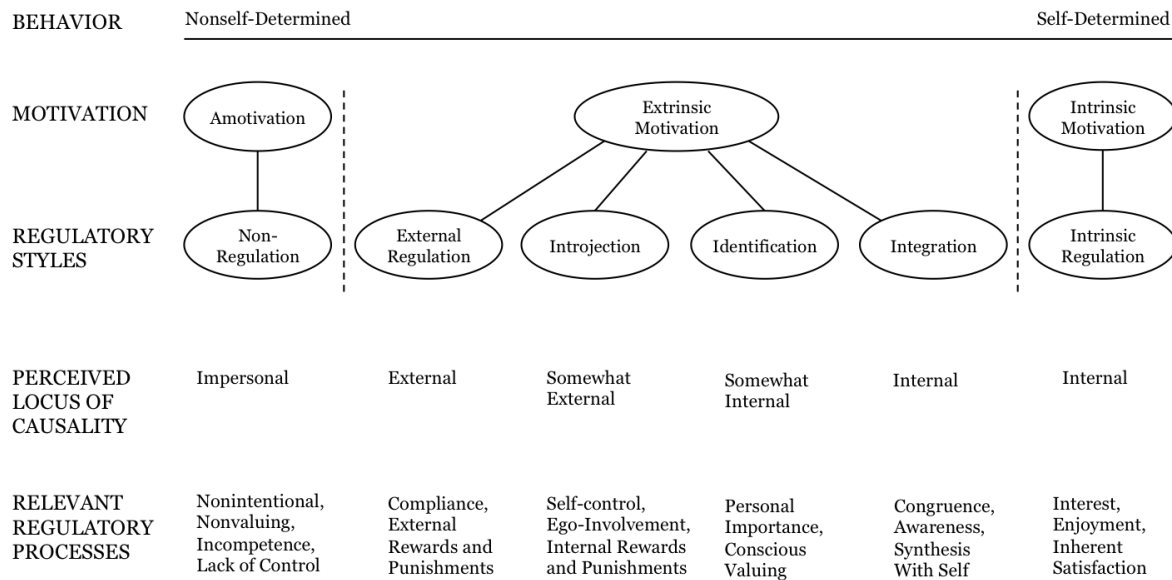 BEHAVIOR
Nonself-Determined
Self-Determined
MOTIVATION
Amotivation
Extrinsic
Motivation
Intrinsic
Motivation
REGULATORY
STYLES
Non-
Regulation
External
Regulation
Introjection
Identification
Integration
Intrinsic
Regulation
PERCEIVED
LOCUS OF
CAUSALITY
Impersonal
External
Somewhat
External
Somewhat
Internal
Internal
Internal
RELEVANT
REGULATORY
PROCESSES
Nonintentional,
Nonvaluing,
Incompetence,
Lack of Control
Compliance,
External
Rewards and
Punishments
Self-control,
Ego-Involvement,
Internal Rewards
and Punishments
Personal
Importance,
Conscious
Valuing
Congruence,
Awareness,
Synthesis
With Self
Interest,
Enjoyment,
Inherent
Satisfaction